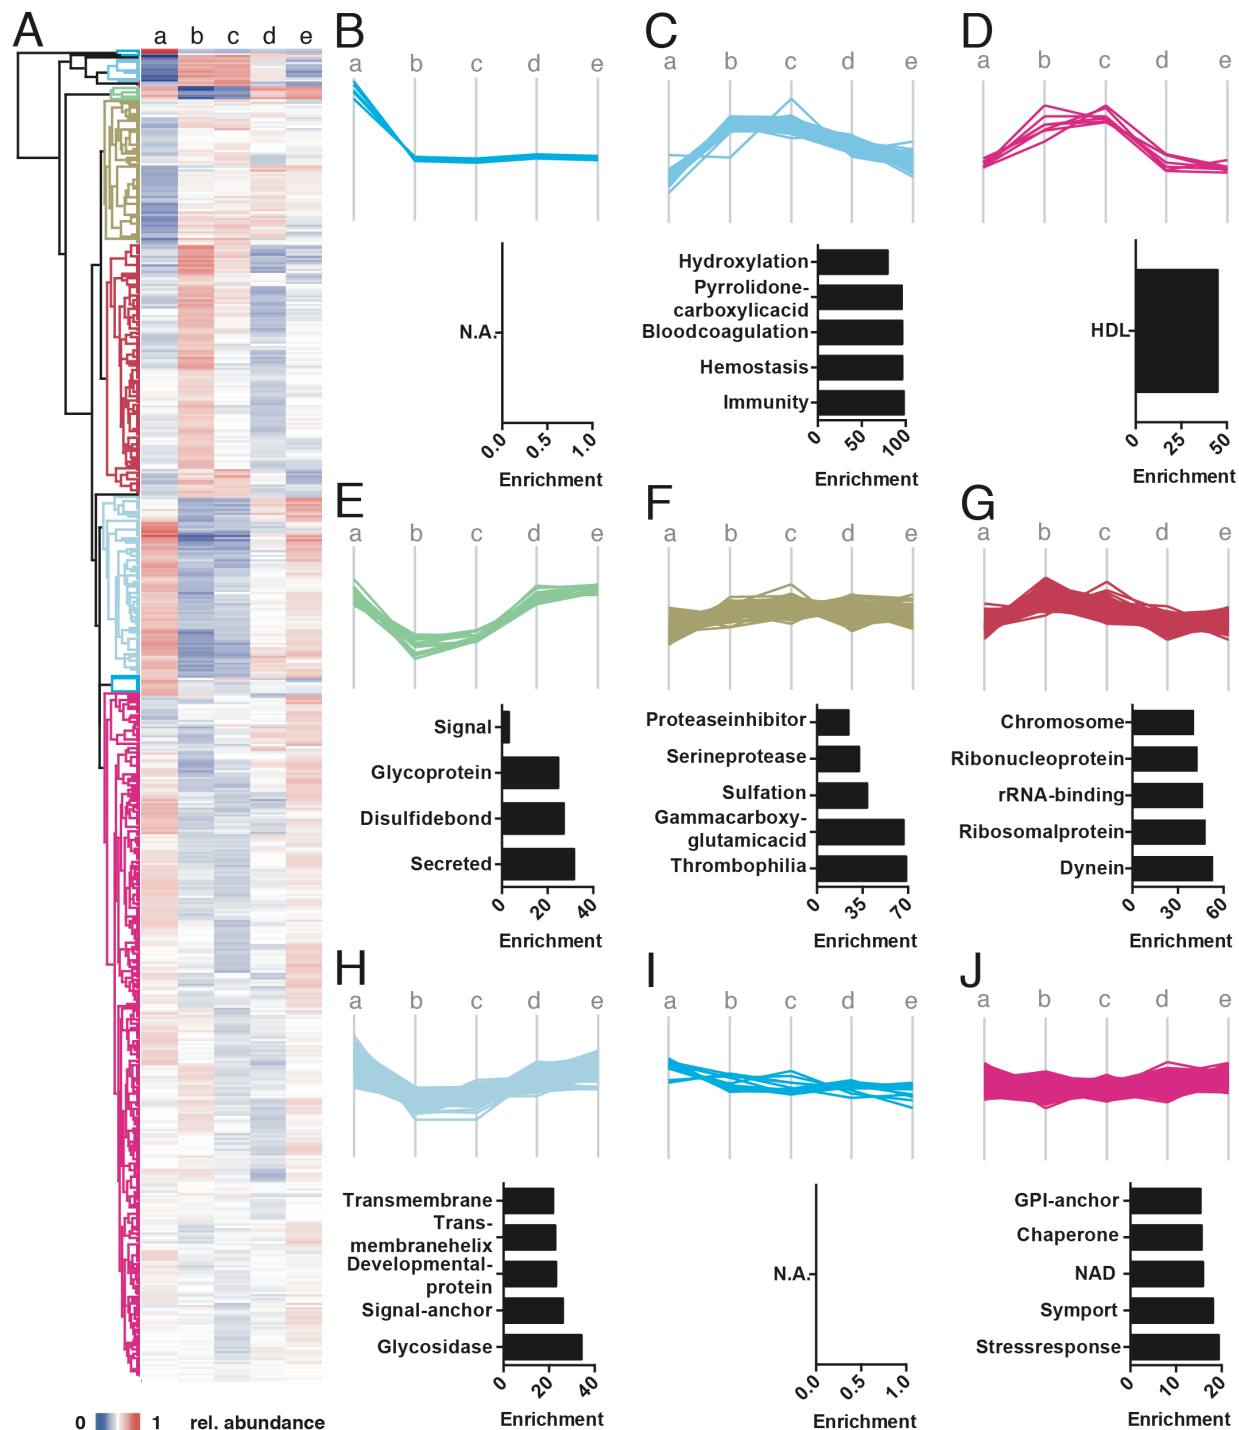 A
a b c d e
0 1 rel. abundance
B
a b c d e
N.A.
0.0 0.5 1.0
Enrichment
C
a b c d e
Hydroxylation
Pyrrolidone-
carboxylicacid
Bloodcoagulation
Hemostasis
Immunity
0 50 100
Enrichment
D
a b c d e
HDL
0 25 50
Enrichment
E
a b c d e
Signal
Glycoprotein
Disulfidebond
Secreted
0 20 40
Enrichment
F
a b c d e
Proteaseinhibitor
Serineprotease
Sulfation
Gammacarboxy-
glutamicacid
Thrombophilia
0 35 70
Enrichment
G
a b c d e
Chromosome
Ribonucleoprotein
rRNA-binding
Ribosomalprotein
Dynein
0 30 60
Enrichment
H
a b c d e
Transmembrane
Trans-
membranehelix
Developmental-
protein
Signal-anchor
Glycosidase
0 20 40
Enrichment
I
a b c d e
N.A.
0.0 0.5 1.0
Enrichment
J
a b c d e
GPI-anchor
Chaperone
NAD
Symport
Stressresponse
0 10 20
Enrichment